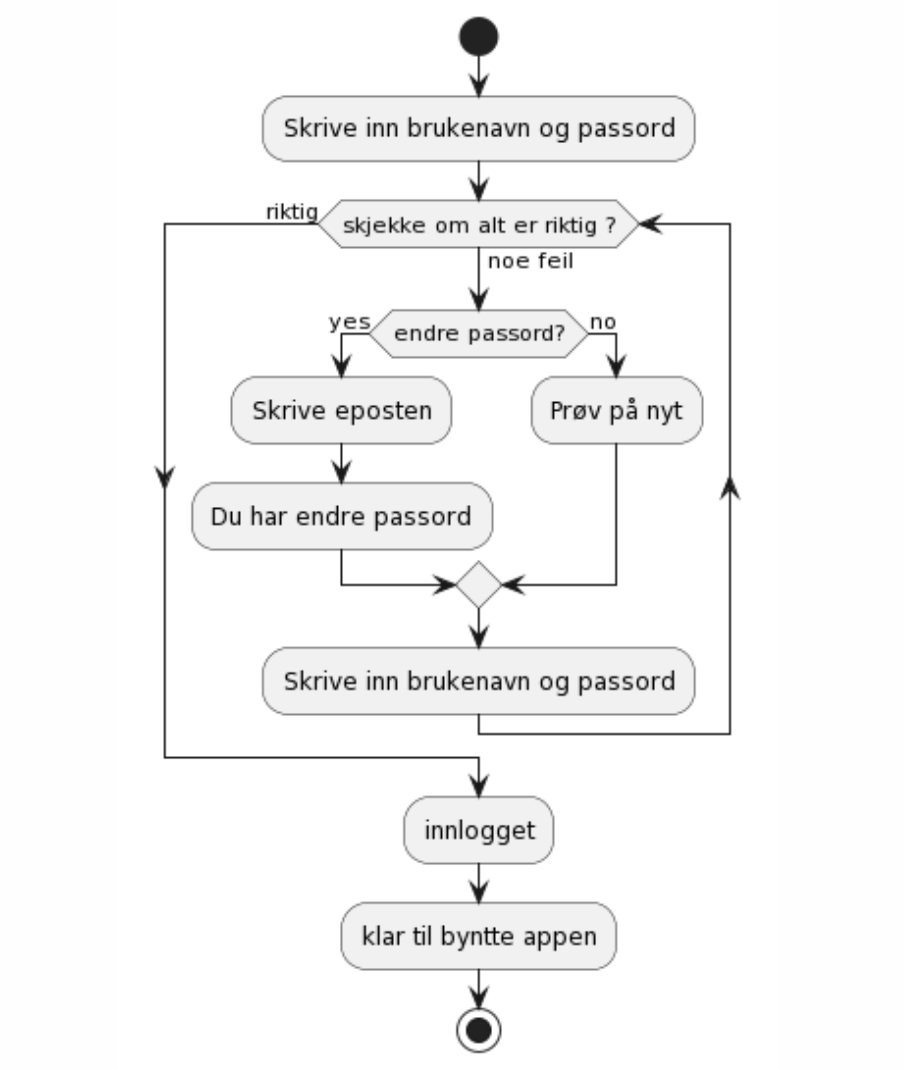 Skrive inn brukenavn og passord
riktig
skjekke om alt er riktig ?
noe feil
yes
endre passord?
no
Skrive eposten
Prøv på nyt
Du har endre passord
Skrive inn brukenavn og passord
innlogget
klar til byntte appen